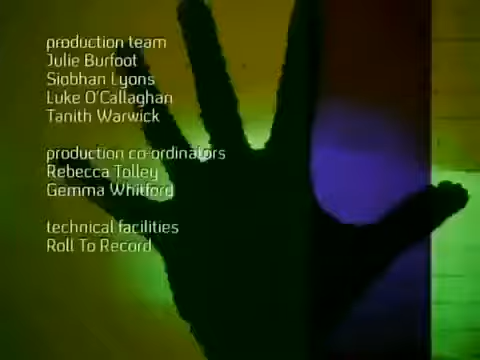 production team
Julie Burfoot
Siobhan Lyons
Luke O'Callaghan
Tanith Warwick
production co-ordinators
Rebecca Tolley
Gemma Whitford
technical facilities
Roll To Record